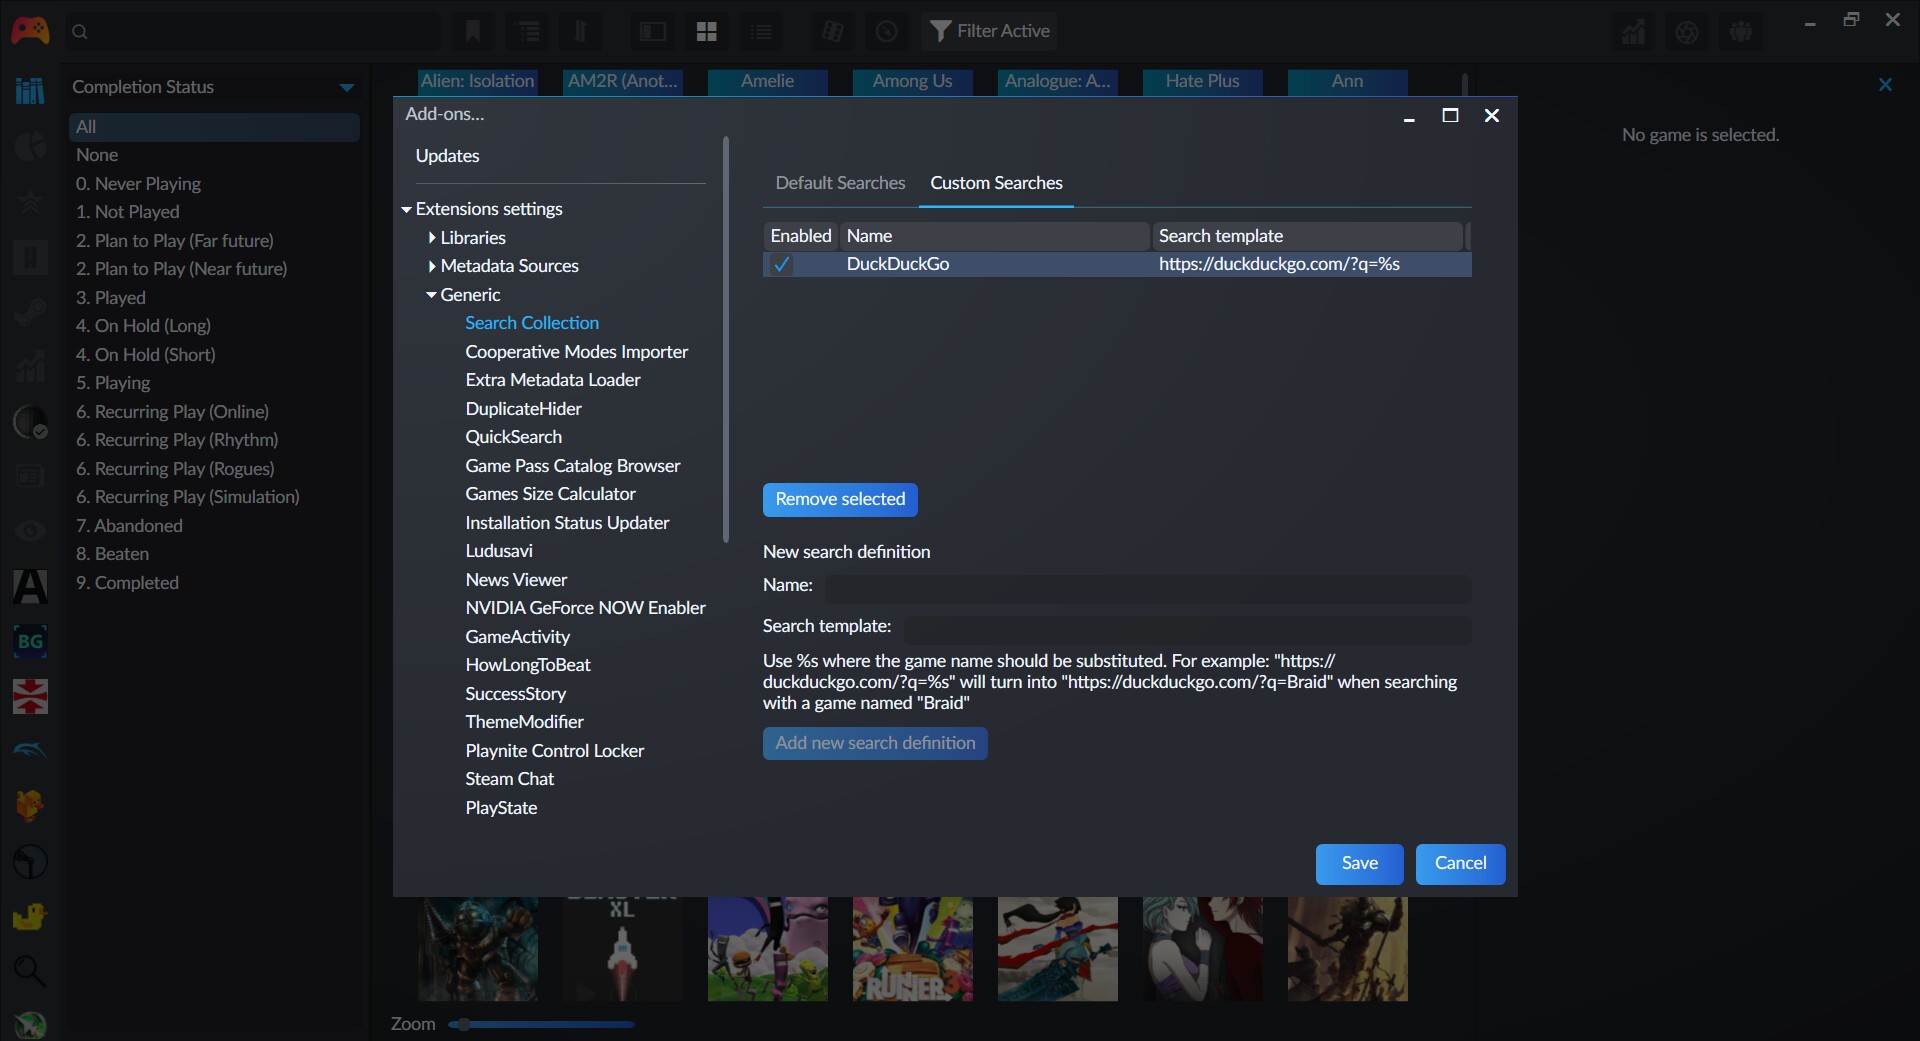 Filter Active
Completion Status
All
None
0. Never Playing
1. Not Played
2. Plan to Play (Far future)
2. Plan to Play (Near future)
3. Played
4. On Hold (Long)
4. On Hold (Short)
5. Playing
6. Recurring Play (Online)
6. Recurring Play (Rhythm)
6. Recurring Play (Rogues)
6. Recurring Play (Simulation)
7. Abandoned
8. Beaten
9. Completed
A
BG
Alien: Isolation
AM2R (Anot...
Amelie
Among Us
Analogue: A...
Hate Plus
Ann
No game is selected.
Add-ons...
Updates
Extensions settings
Libraries
Metadata Sources
Generic
Search Collection
Cooperative Modes Importer
Extra Metadata Loader
DuplicateHider
QuickSearch
Game Pass Catalog Browser
Games Size Calculator
Installation Status Updater
Ludusavi
News Viewer
NVIDIA GeForce NOW Enabler
GameActivity
HowLongToBeat
SuccessStory
ThemeModifier
Playnite Control Locker
Steam Chat
PlayState
Default Searches
Custom Searches
Enabled
Name
Search template
DuckDuckGo
https://duckduckgo.com/?q=%s
Remove selected
New search definition
Name:
Search template:
Use %s where the game name should be substituted. For example: "https://
duckduckgo.com/?q=%s" will turn into "https://duckduckgo.com/?q=Braid" when searching
with a game named "Braid"
Add new search definition
Save
Cancel
XL
RUNNER3
Zoom